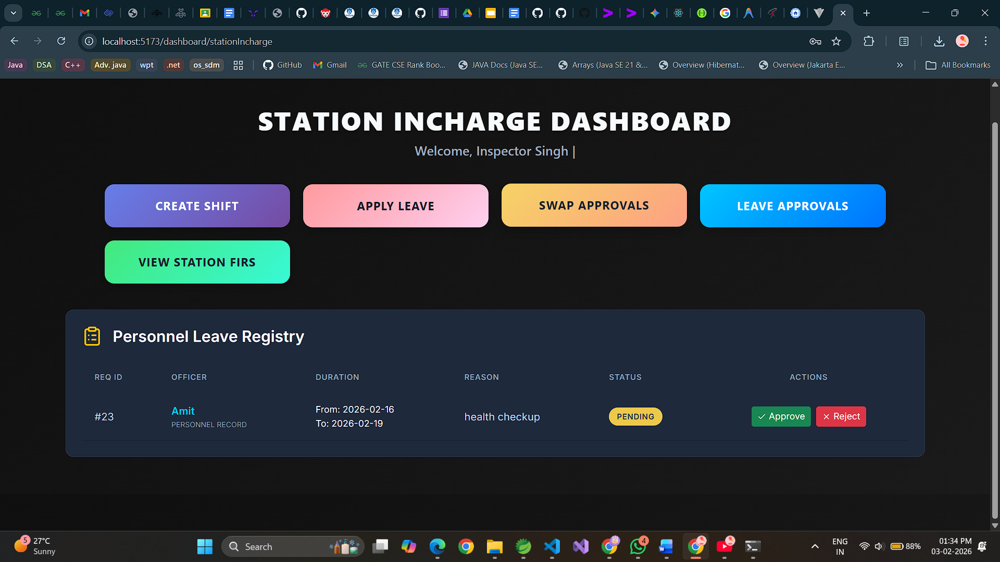 localhost:5173/dashboard/stationIncharge
Java DSA C++ Adv. java wpt .net os_sdm GitHub Gmail GATE CSE Rank Boo... JAVA Docs (Java SE... Arrays (Java SE 21 &... Overview (Hibernat... Overview (Jakarta E... » All Bookmarks
STATION INCHARGE DASHBOARD
Welcome, Inspector Singh |
CREATE SHIFT APPLY LEAVE SWAP APPROVALS LEAVE APPROVALS
VIEW STATION FIRS
Personnel Leave Registry
REQ ID OFFICER DURATION REASON STATUS ACTIONS
#23 Amit PERSONNEL RECORD From: 2026-02-16 To: 2026-02-19 health checkup PENDING Approve Reject
5 27°C Sunny
Search
4
ENG IN
88%
01:34 PM
03-02-2026